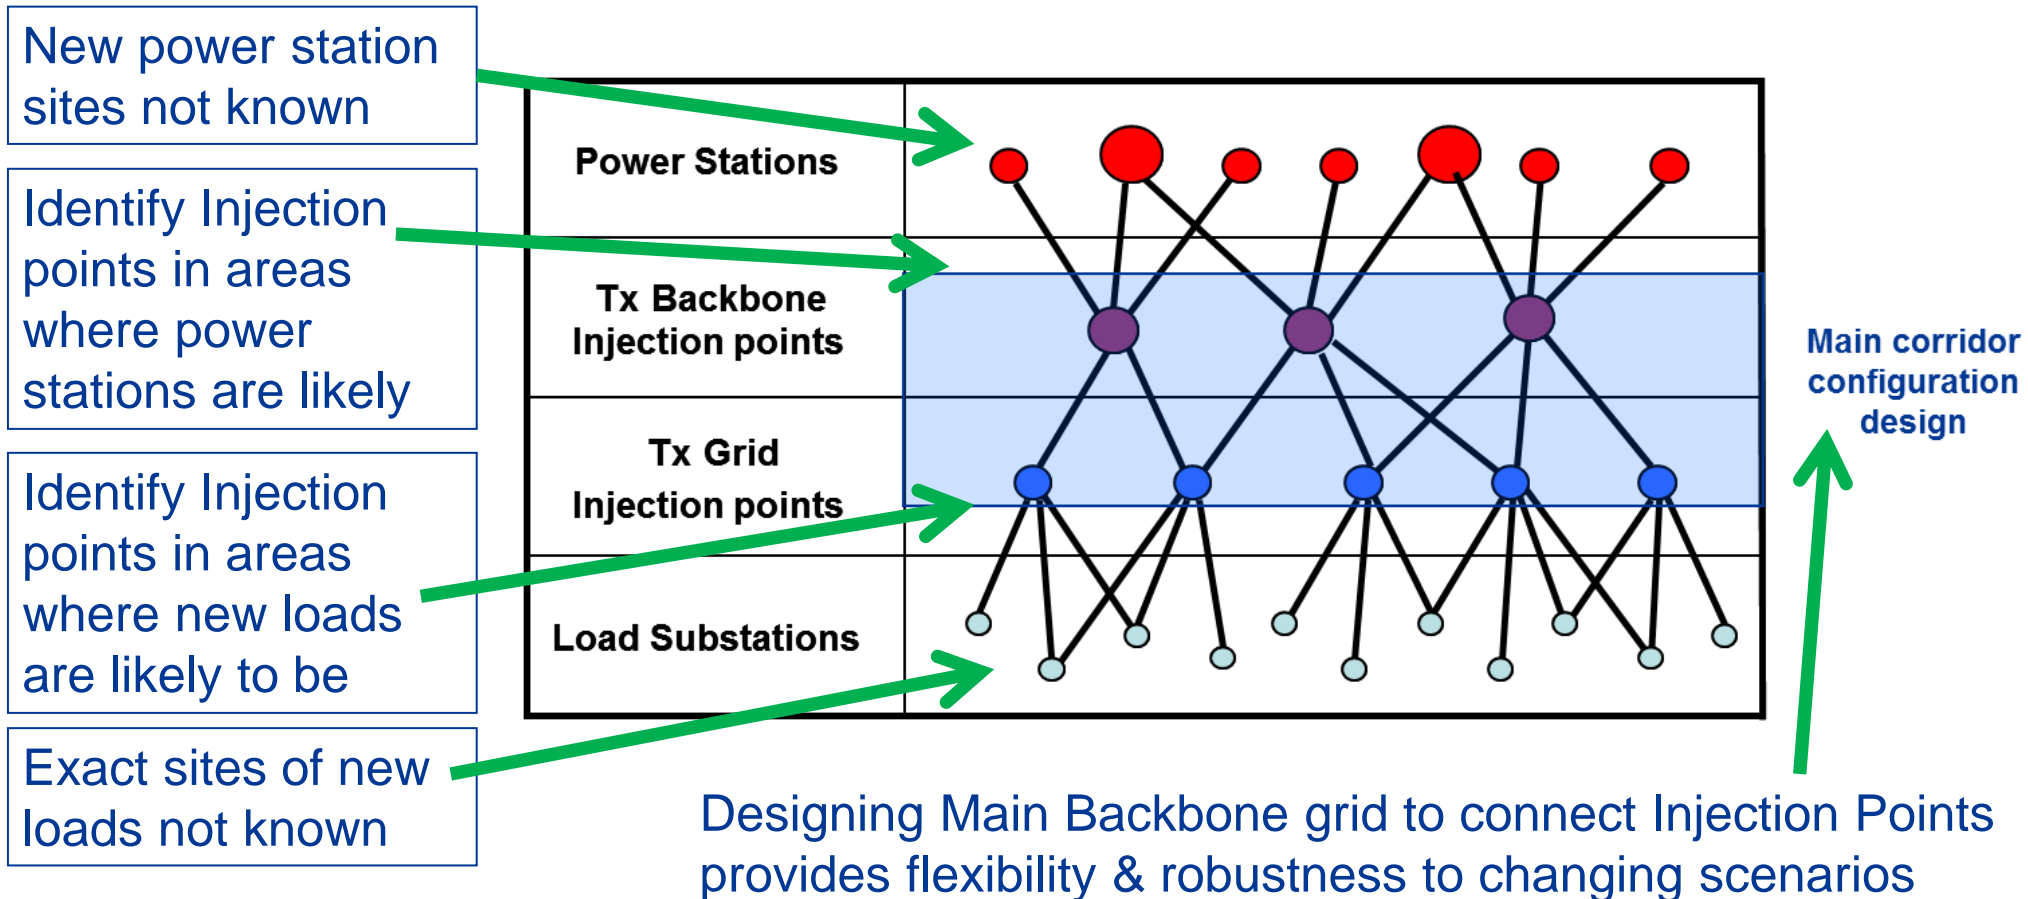 New power station
sites not known
Identify Injection
points in areas
where power
stations are likely
Identify Injection
points in areas
where new loads
are likely to be
Exact sites of new
loads not known
Power Stations
Tx Backbone
Injection points
Tx Grid
Injection points
Load Substations
Main corridor
configuration
design
Designing Main Backbone grid to connect Injection Points
provides flexibility & robustness to changing scenarios